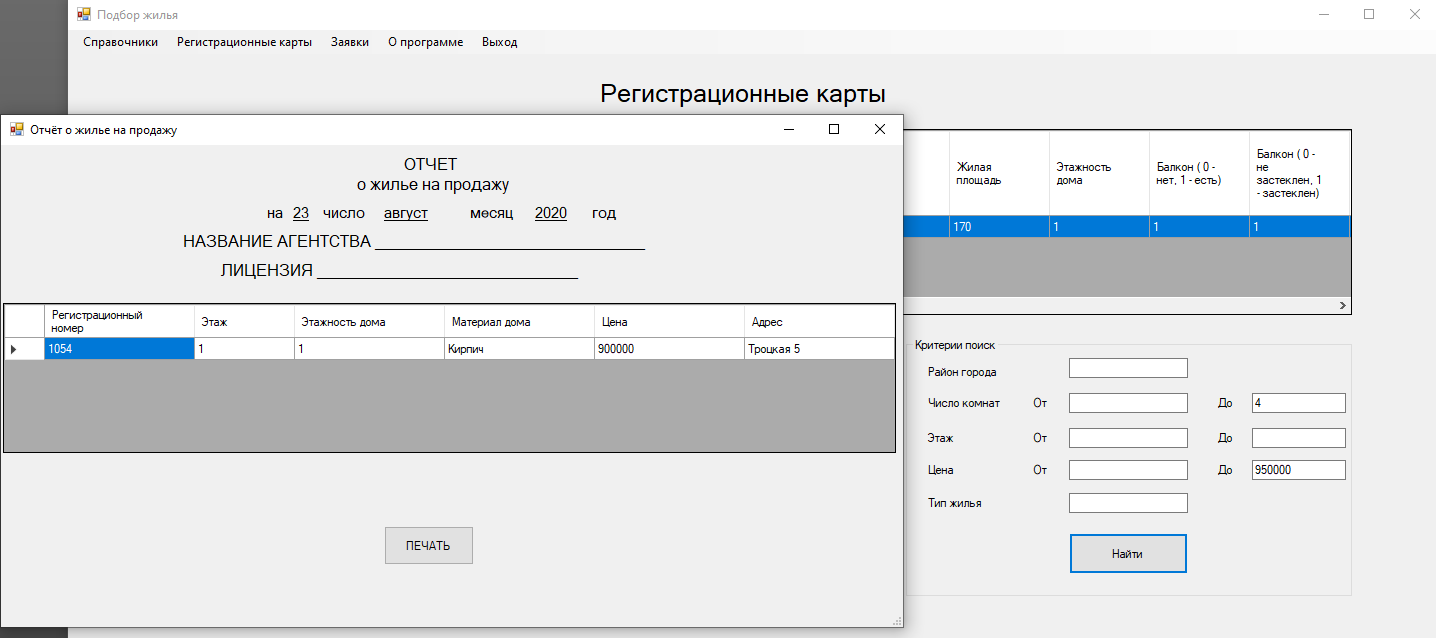 Подбор жилья
Справочники Регистрационные карты Заявки О программе Выход
Регистрационные карты
Отчёт о жилье на продажу
ОТЧЕТ
о жилье на продажу
на 23 число август месяц 2020 год
НАЗВАНИЕ АГЕНТСТВА
ЛИЦЕНЗИЯ
Регистрационный
номер
Этаж
Этажность дома
Материал дома
Цена
Адрес
1054 1 1 Кирпич 900000 Троцкая 5
ПЕЧАТЬ
Жилая
площадь
Этажность
дома
Балкон ( 0 -
нет, 1 - есть)
Балкон ( 0 -
не
застеклен, 1
- застеклен)
170 1 1 1
Критерии поиск
Район города
Число комнат От До 4
Этаж От До
Цена От До 950000
Тип жилья
Найти